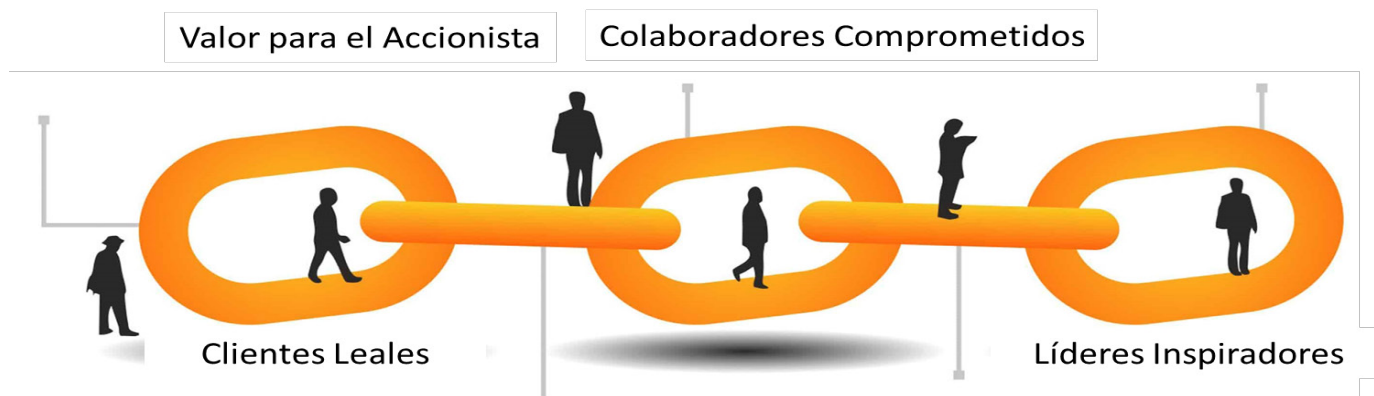 Valor para el Accionista
Colaboradores Comprometidos
Clientes Leales
Líderes Inspiradores